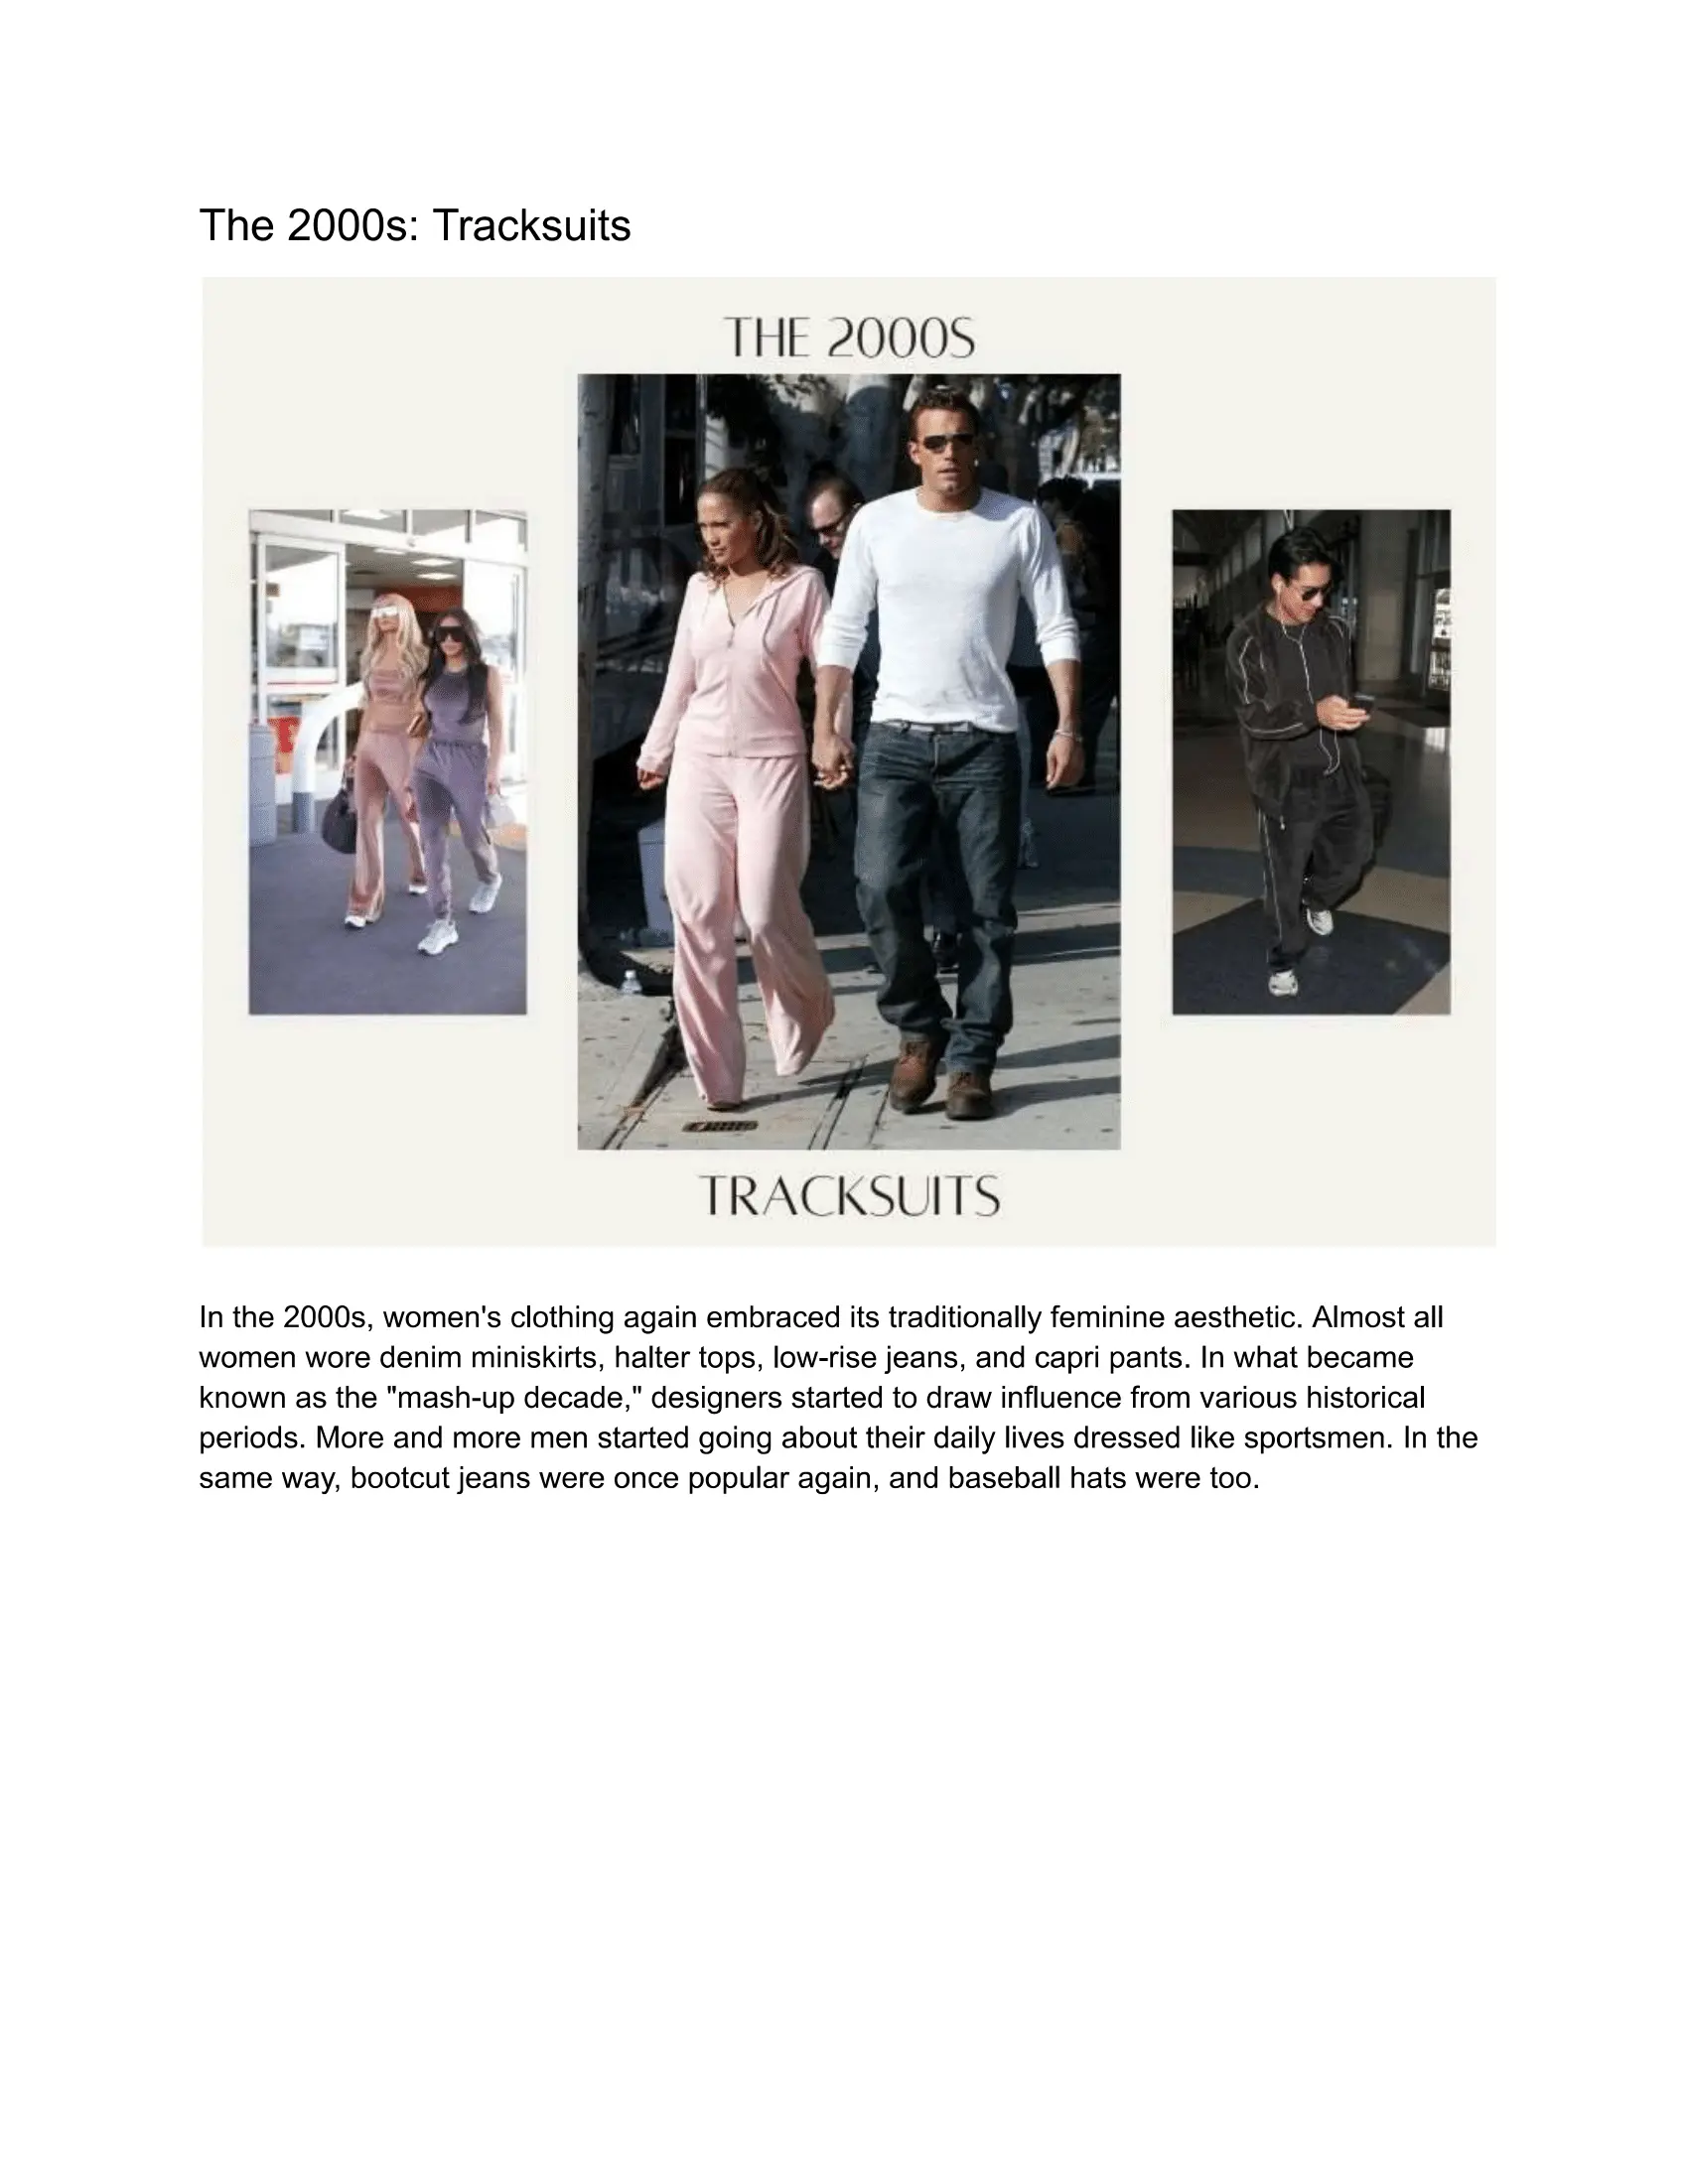 The 2000s: Tracksuits
THE 2000S
TRACKSUITS
In the 2000s, women's clothing again embraced its traditionally feminine aesthetic. Almost all
women wore denim miniskirts, halter tops, low-rise jeans, and capri pants. In what became
known as the "mash-up decade," designers started to draw influence from various historical
periods. More and more men started going about their daily lives dressed like sportsmen. In the
same way, bootcut jeans were once popular again, and baseball hats were too.